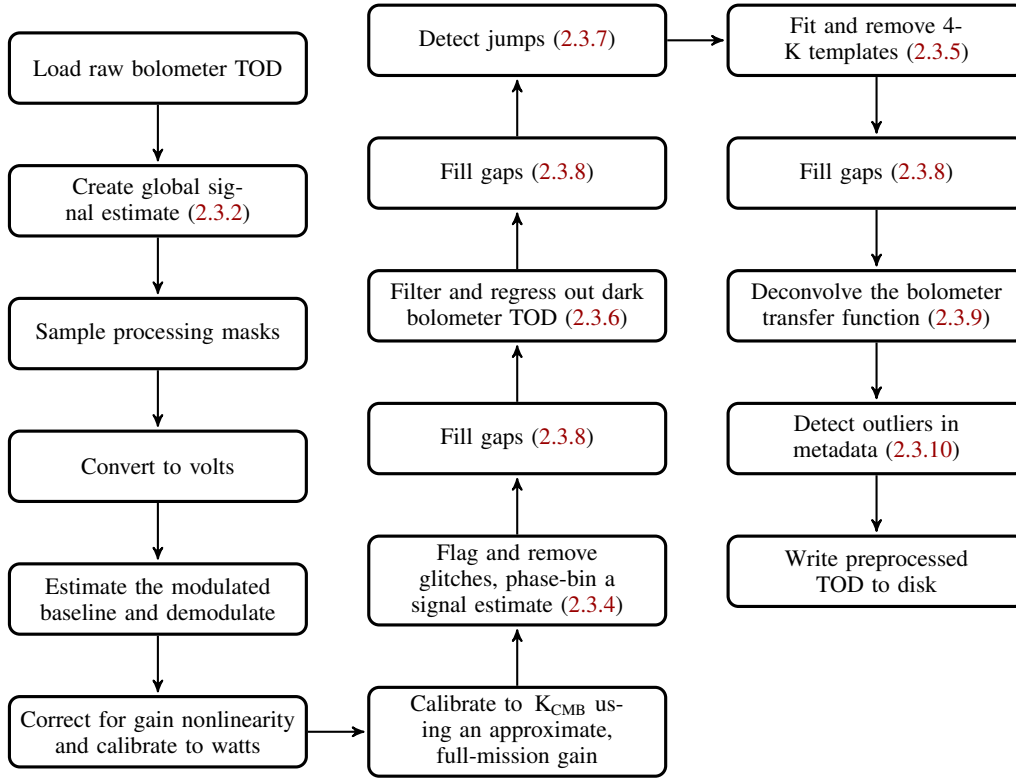 Load raw bolometer TOD
Create global sig-
nal estimate (2.3.2)
Sample processing masks
Convert to volts
Estimate the modulated
baseline and demodulate
Correct for gain nonlinearity
and calibrate to watts
Calibrate to K_CMB us-
ing an approximate,
full-mission gain
Flag and remove
glitches, phase-bin a
signal estimate (2.3.4)
Fill gaps (2.3.8)
Filter and regress out dark
bolometer TOD (2.3.6)
Fill gaps (2.3.8)
Detect jumps (2.3.7)
Fit and remove 4-
K templates (2.3.5)
Fill gaps (2.3.8)
Deconvolve the bolometer
transfer function (2.3.9)
Detect outliers in
metadata (2.3.10)
Write preprocessed
TOD to disk